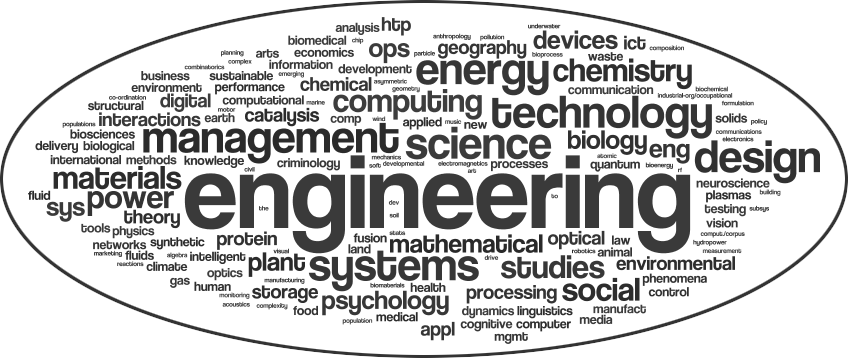 underwater
analysis htp
biomedical chip anthropology pollution devices ict composition
planning arts economics ops particle geography bioprocess waste
combinatorics complex information energy chemistry
business sustainable emerging development asymmetric
environment performance chemical geometry communication biochemical
co-ordination digital computational marine computing technology industrial-org/occupational
structural motor formulation
populations interactions earth catalysis comp wind applied music new solids policy
biosciences management science biology eng communications
delivery biological electronics design
international methods knowledge criminology mechanics electromagnetics processes atomic quantum bioenergy rf
civil soft developmental art
materials engineering neuroscience building
fluid sys power the dev to plasmas
theory soil testing subsys
tools physics stats vision
networks synthetic protein fusion mathematical optical law comput./corpus
marketing fluids algebra intelligent visual land robotics animal hydropower
reactions climate plant systems drive studies environmental measurement
gas optics manufacturing phenomena
human monitoring storage biomaterials health processing social control
acoustics complexity food psychology dynamics linguistics manufact
population medical appl cognitive computer media
mgmt